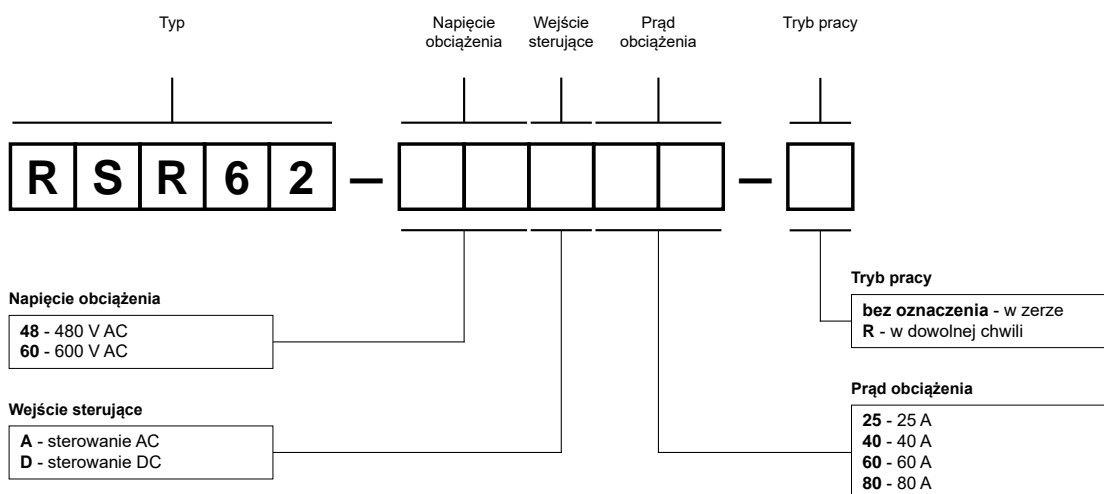 Typ
Napięcie obciążenia
Wejście sterujące
Prąd obciążenia
Tryb pracy
R S R 6 2 – –
Napięcie obciążenia
48 - 480 V AC
60 - 600 V AC
Wejście sterujące
A - sterowanie AC
D - sterowanie DC
Tryb pracy
bez oznaczenia - w zerze
R - w dowolnej chwili
Prąd obciążenia
25 - 25 A
40 - 40 A
60 - 60 A
80 - 80 A